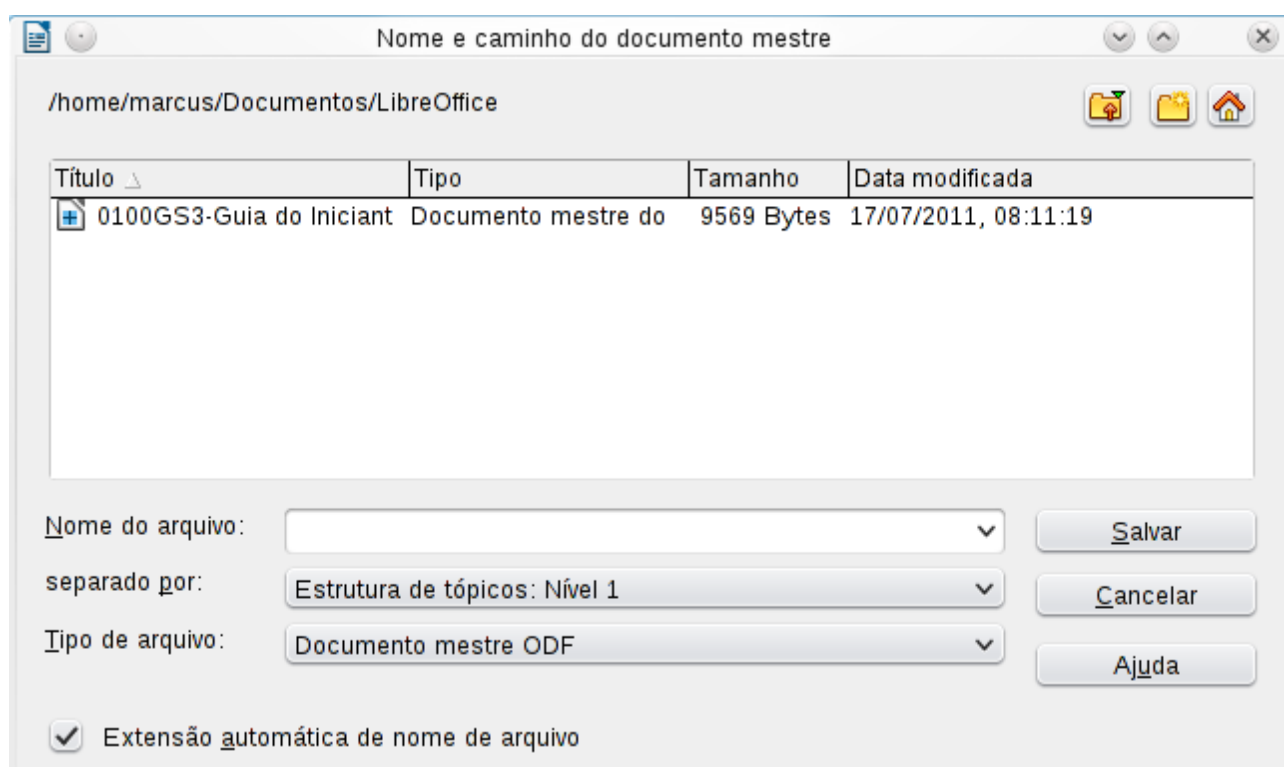 Nome e caminho do documento mestre
/home/marcus/Documentos/LibreOffice
Título Tipo Tamanho Data modificada
0100GS3-Guia do Iniciant Documento mestre do 9569 Bytes 17/07/2011, 08:11:19
Nome do arquivo: Salvar
separado por: Estrutura de tópicos: Nível 1 Cancelar
Tipo de arquivo: Documento mestre ODF Ajuda
Extensão automática de nome de arquivo